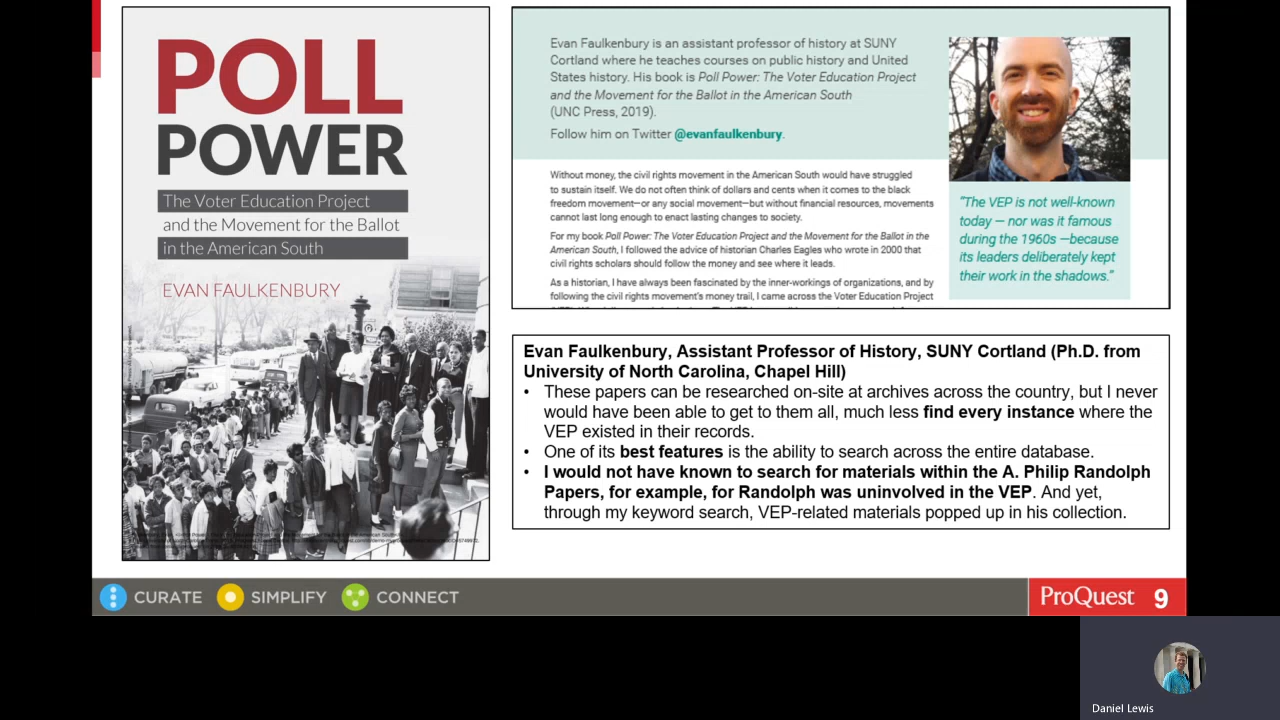 POLL
POWER
The Voter Education Project
and the Movement for the Ballot
in the American South
EVAN FAULKENBURY
Evan Faulkenbury is an assistant professor of history at SUNY
Cortland where he teaches courses on public history and United
States history. His book is Poll Power: The Voter Education Project
and the Movement for the Ballot in the American South
(UNC Press, 2019).
Follow him on Twitter @evanfaulkenbury.
Without money, the civil rights movement in the American South would have struggled
to sustain itself. We do not often think of dollars and cents when it comes to the black
freedom movement—or any social movement—but without financial resources, movements
cannot last long enough to enact lasting changes to society.
For my book Poll Power: The Voter Education Project and the Movement for the Ballot in the
American South, I followed the advice of historian Charles Eagles who wrote in 2000 that
civil rights scholars should follow the money and see where it leads.
As a historian, I have always been fascinated by the inner-workings of organizations, and by
following the civil rights movement's money trail, I came across the Voter Education Project
"The VEP is not well-known
today — nor was it famous
during the 1960s —because
its leaders deliberately kept
their work in the shadows."
Evan Faulkenbury, Assistant Professor of History, SUNY Cortland (Ph.D. from
University of North Carolina, Chapel Hill)
• These papers can be researched on-site at archives across the country, but I never
would have been able to get to them all, much less find every instance where the
VEP existed in their records.
• One of its best features is the ability to search across the entire database.
• I would not have known to search for materials within the A. Philip Randolph
Papers, for example, for Randolph was uninvolved in the VEP. And yet,
through my keyword search, VEP-related materials popped up in his collection.
CURATE SIMPLIFY CONNECT
ProQuest 9
Daniel Lewis